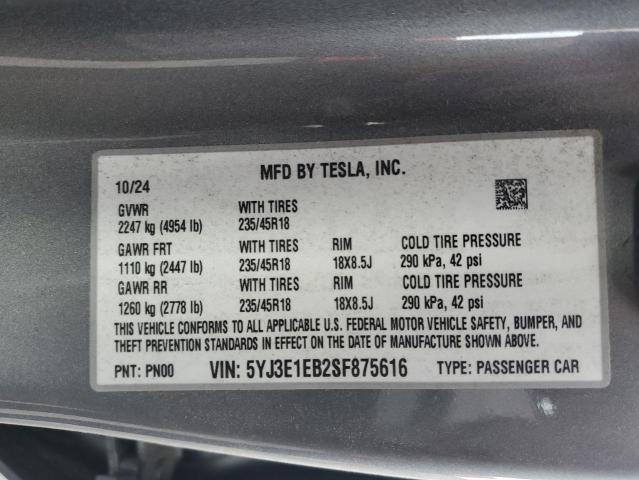 MFD BY TESLA, INC.
10/24
GVWR WITH TIRES
2247 kg (4954 lb) 235/45R18
GAWR FRT WITH TIRES RIM COLD TIRE PRESSURE
1110 kg (2447 lb) 235/45R18 18X8.5J 290 kPa, 42 psi
GAWR RR WITH TIRES RIM COLD TIRE PRESSURE
1260 kg (2778 lb) 235/45R18 18X8.5J 290 kPa, 42 psi
THIS VEHICLE CONFORMS TO ALL APPLICABLE U.S. FEDERAL MOTOR VEHICLE SAFETY, BUMPER, AND
THEFT PREVENTION STANDARDS IN EFFECT ON THE DATE OF MANUFACTURE SHOWN ABOVE.
PNT: PN00 VIN: 5YJ3E1EB2SF875616 TYPE: PASSENGER CAR